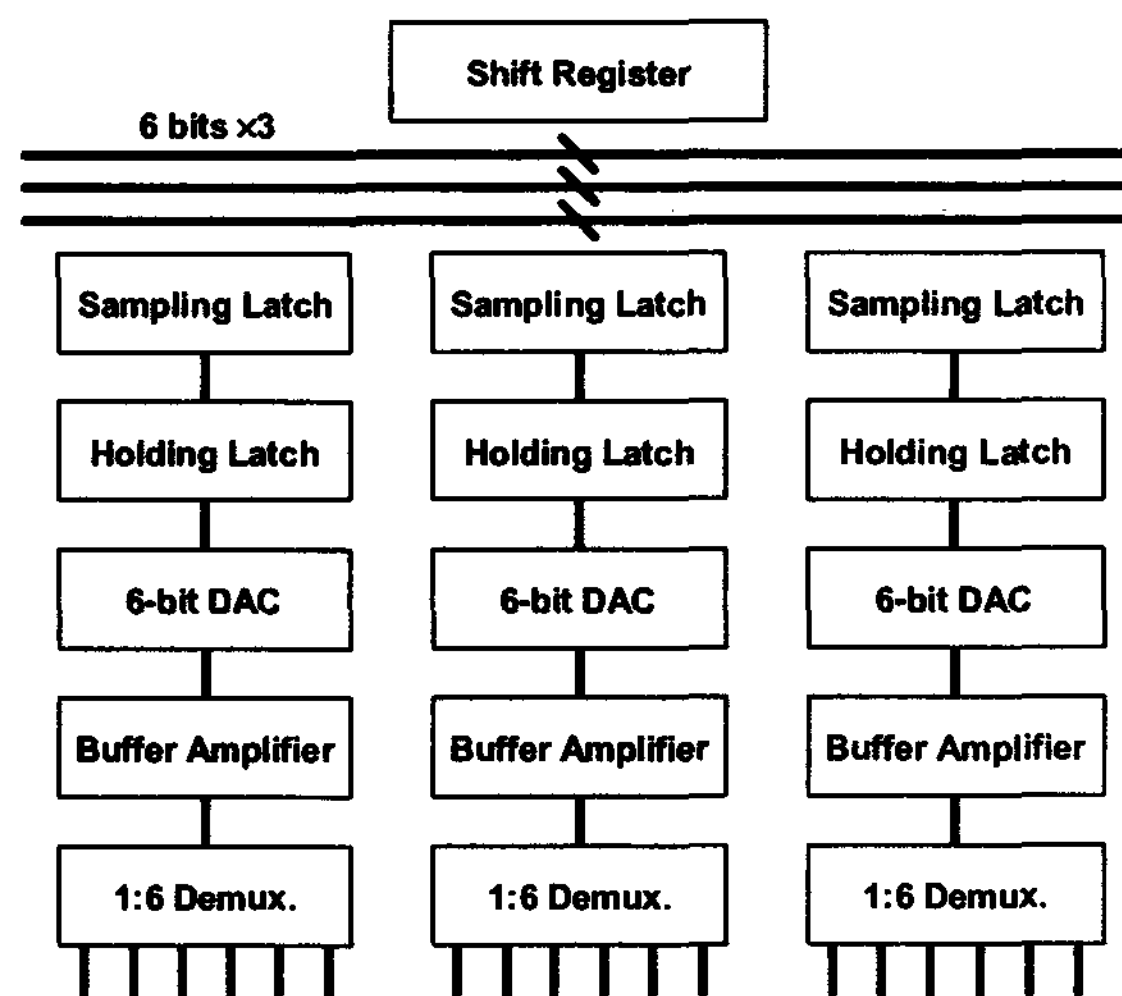 Shift Register
6 bits ×3
Sampling Latch
Sampling Latch
Sampling Latch
Holding Latch
Holding Latch
Holding Latch
6-bit DAC
6-bit DAC
6-bit DAC
Buffer Amplifier
Buffer Amplifier
Buffer Amplifier
1:6 Demux.
1:6 Demux.
1:6 Demux.